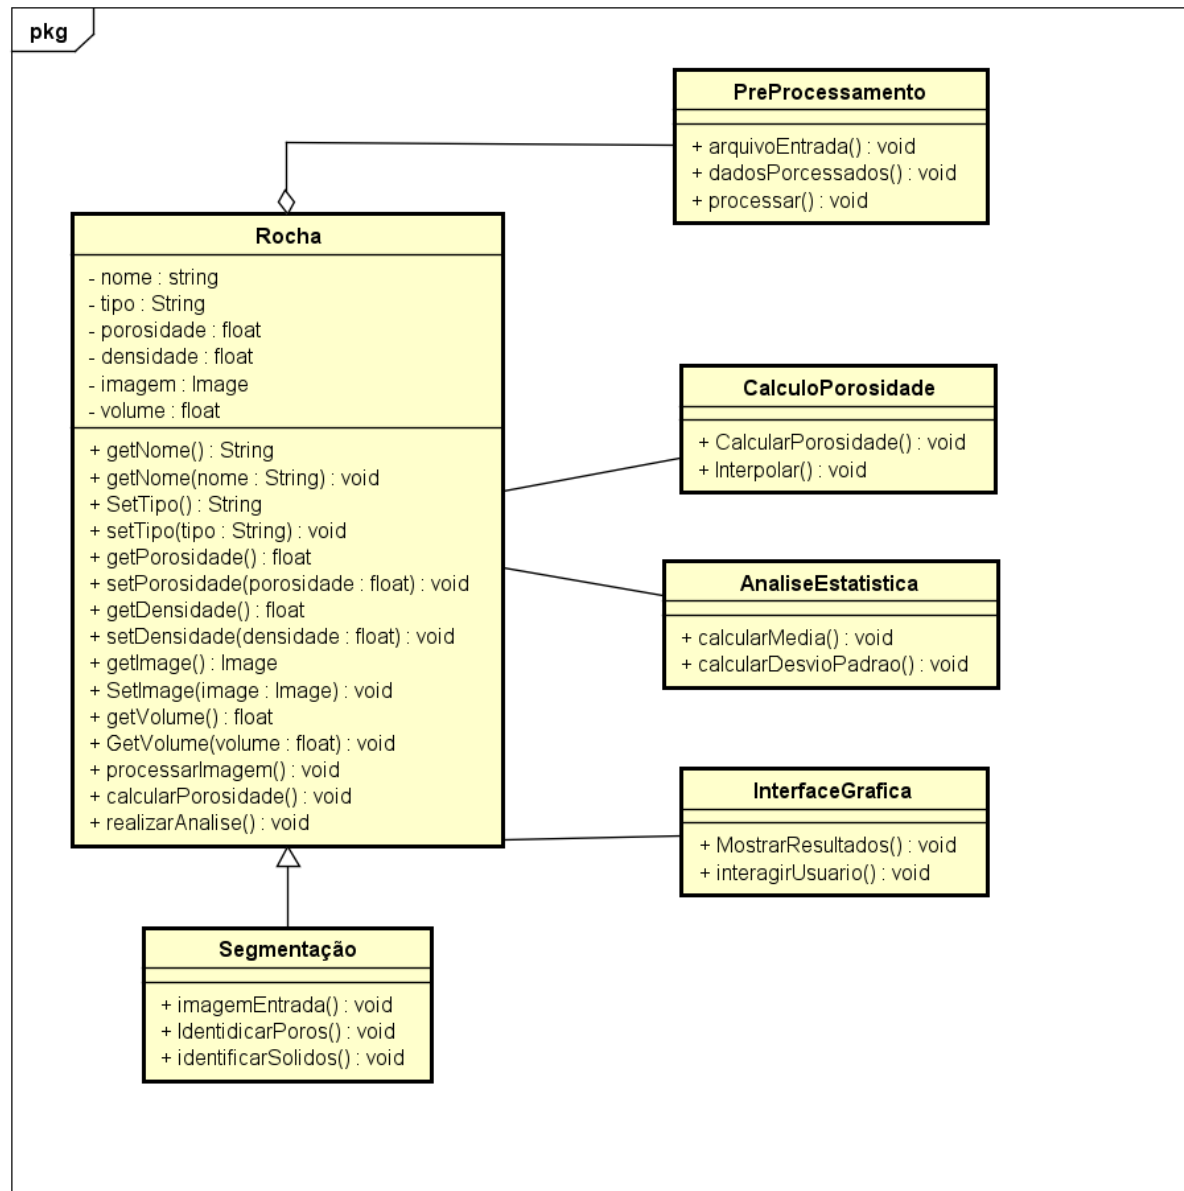 pkg
PreProcessamento
+ arquivoEntrada() : void
+ dadosPorcessados() : void
+ processar() : void
Rocha
- nome : string
- tipo : String
- porosidade : float
- densidade : float
- imagem : Image
- volume : float
+ getNome() : String
+ getNome(nome : String) : void
+ SetTipo() : String
+ setTipo(tipo : String) : void
+ getPorosidade() : float
+ setPorosidade(porosidade : float) : void
+ getDensidade() : float
+ setDensidade(densidade : float) : void
+ getImage() : Image
+ SetImage(image : Image) : void
+ getVolume() : float
+ GetVolume(volume : float) : void
+ processarImagem() : void
+ calcularPorosidade() : void
+ realizarAnalise() : void
CalculoPorosidade
+ CalcularPorosidade() : void
+ Interpolar() : void
AnaliseEstatistica
+ calcularMedia() : void
+ calcularDesvioPadrao() : void
InterfaceGrafica
+ MostrarResultados() : void
+ interagirUsuario() : void
Segmentação
+ imagemEntrada() : void
+ IdentidicarPoros() : void
+ identificarSolidos() : void